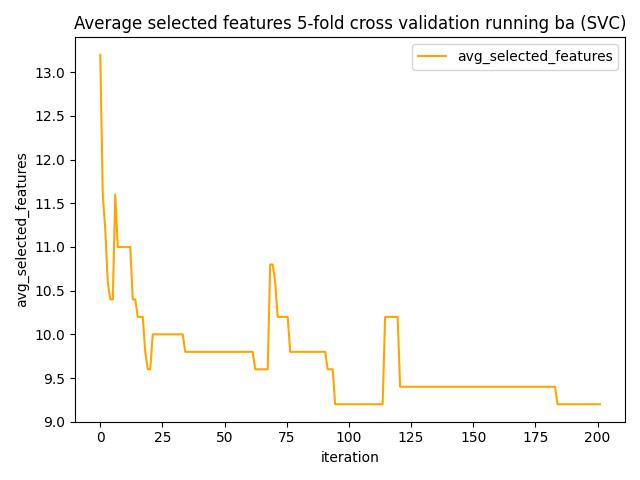 Average selected features 5-fold cross validation running ba (SVC)
avg_selected_features
avg_selected_features
13.0
12.5
12.0
11.5
11.0
10.5
10.0
9.5
9.0
0 25 50 75 100 125 150 175 200
iteration